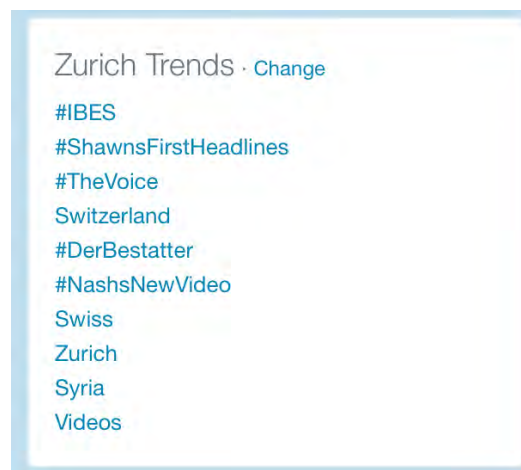 Zurich Trends · Change
#IBES
#ShawnsFirstHeadlines
#TheVoice
Switzerland
#DerBestatter
#NashsNewVideo
Swiss
Zurich
Syria
Videos